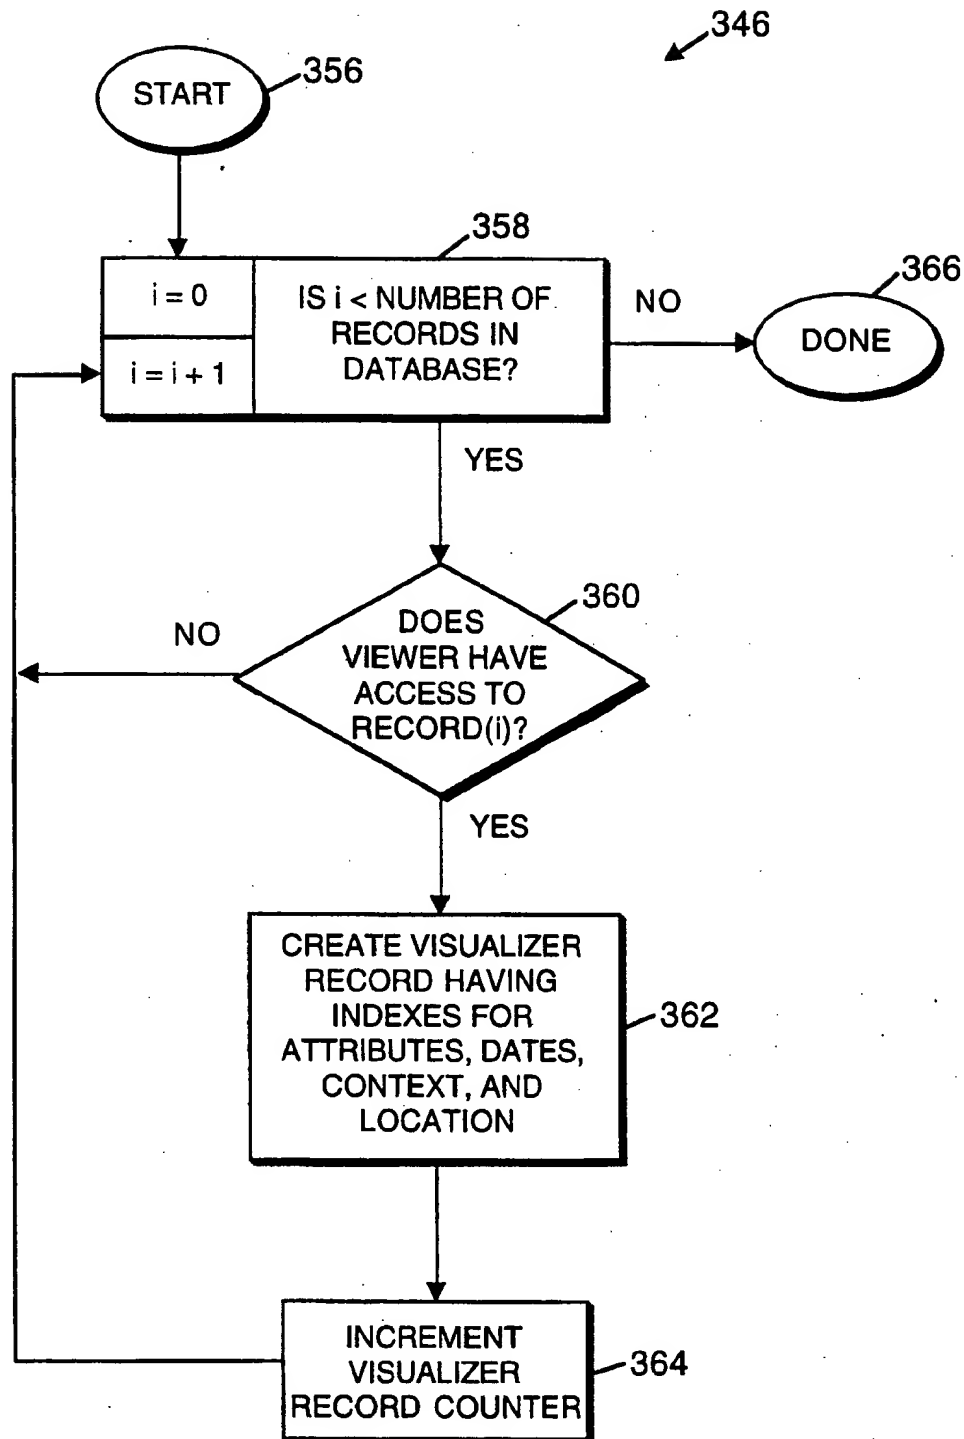 346
START
356
358
i = 0
i = i + 1
IS i < NUMBER OF
RECORDS IN
DATABASE?
NO
366
DONE
YES
360
DOES
VIEWER HAVE
ACCESS TO
RECORD(i)?
NO
YES
CREATE VISUALIZER
RECORD HAVING
INDEXES FOR
ATTRIBUTES, DATES,
CONTEXT, AND
LOCATION
362
INCREMENT
VISUALIZER
RECORD COUNTER
364